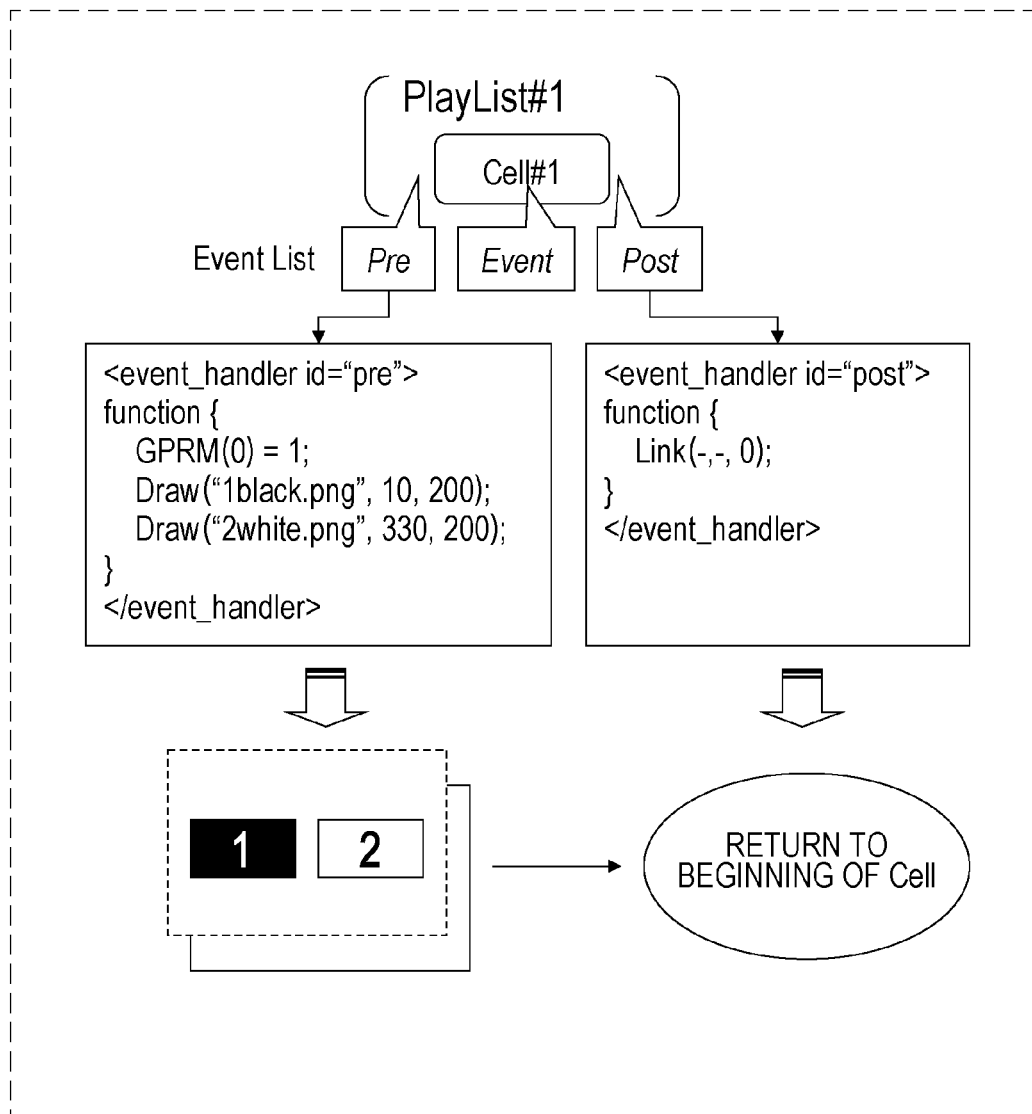 PlayList#1
Cell#1
Event List
Pre
Event
Post
<event_handler id=“pre”>
function {
GPRM(0) = 1;
Draw(“1black.png”, 10, 200);
Draw(“2white.png”, 330, 200);
}
</event_handler>
<event_handler id=“post”>
function {
Link(-,-, 0);
}
</event_handler>
1
2
RETURN TO
BEGINNING OF Cell